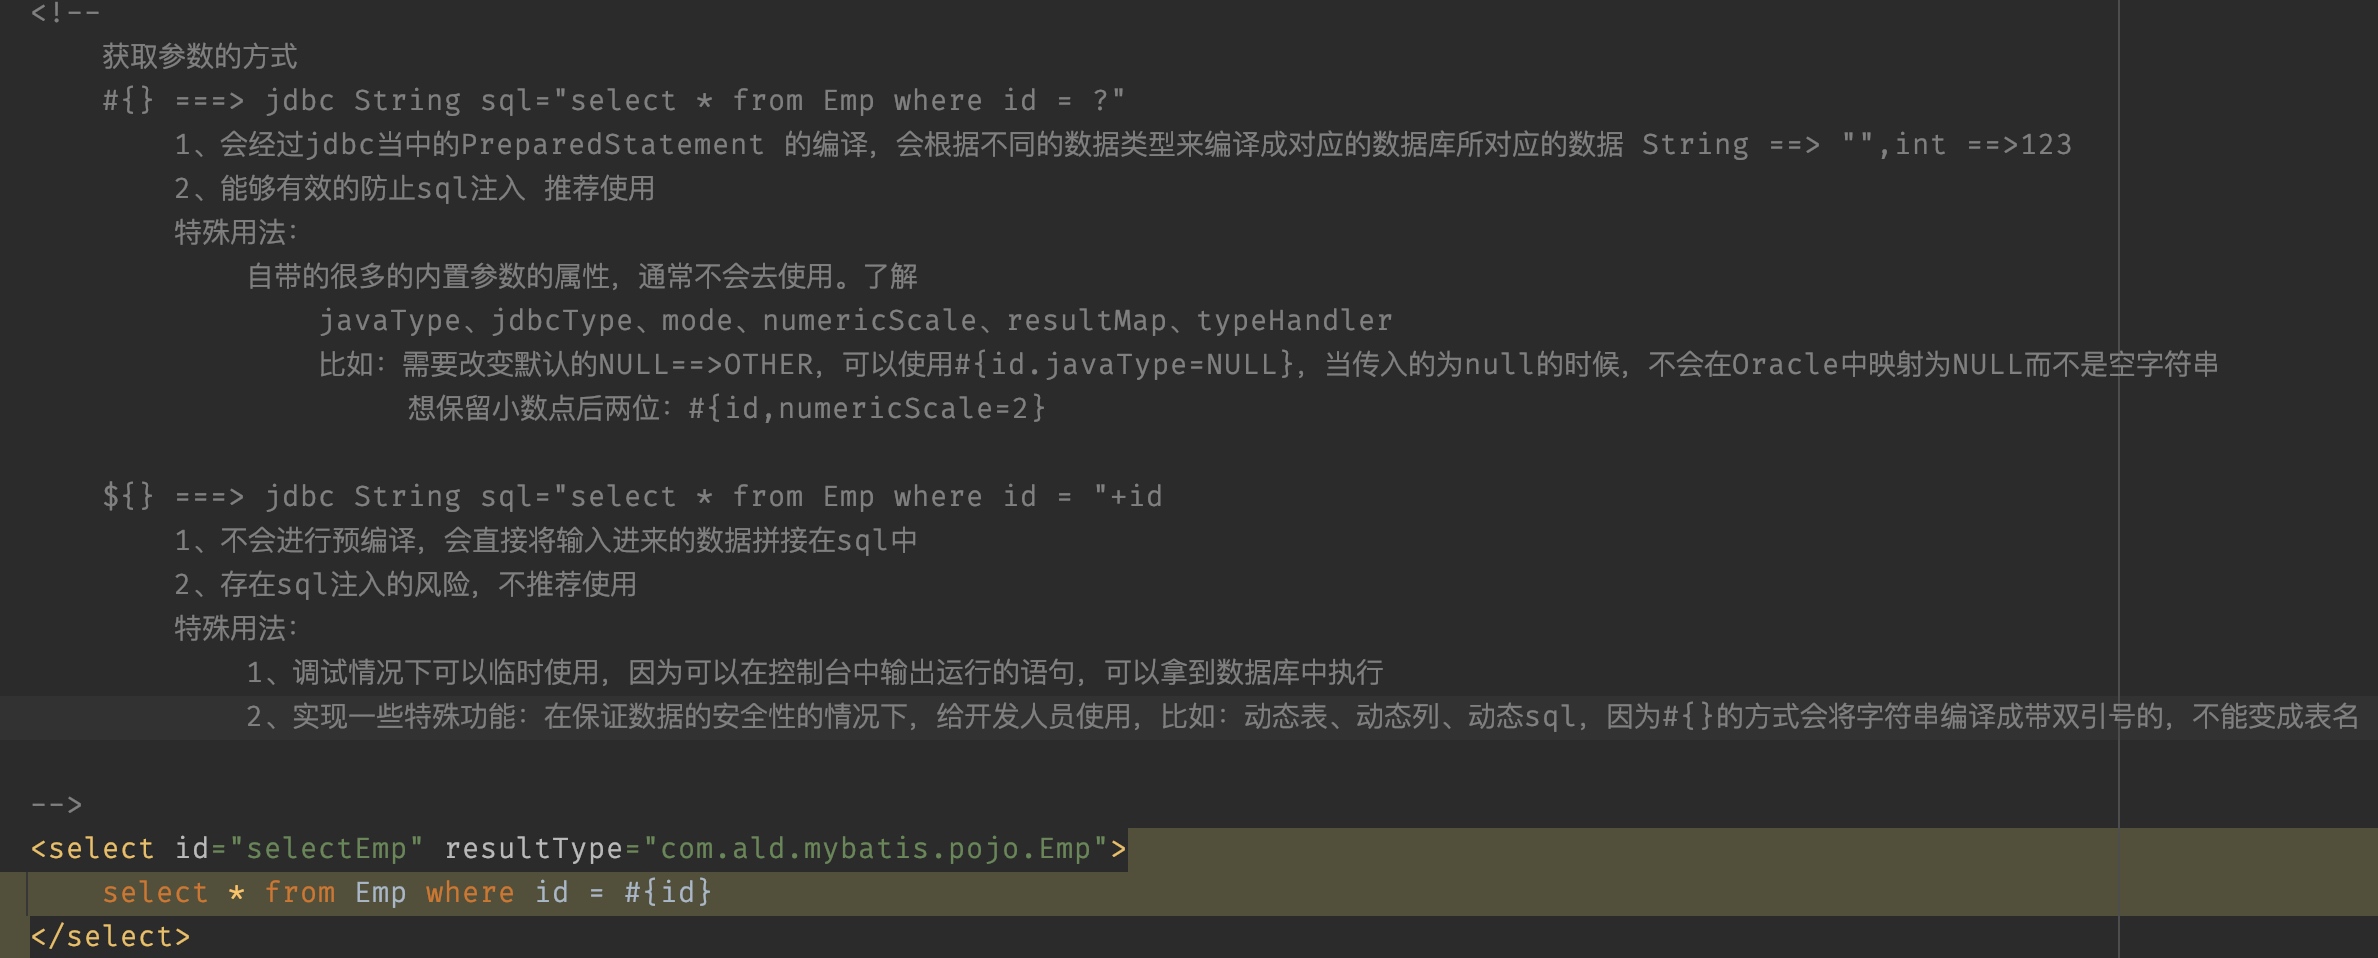 <!--
获取参数的方式
#{} ===> jdbc String sql="select * from Emp where id = ?"
1、会经过jdbc当中的PreparedStatement 的编译，会根据不同的数据类型来编译成对应的数据库所对应的数据 String ==> "",int ==>123
2、能够有效的防止sql注入 推荐使用
特殊用法：
自带的很多的内置参数的属性，通常不会去使用。了解
javaType、jdbcType、mode、numericScale、resultMap、typeHandler
比如：需要改变默认的NULL==>OTHER，可以使用#{id.javaType=NULL}，当传入的为null的时候，不会在Oracle中映射为NULL而不是空字符串
想保留小数点后两位：#{id,numericScale=2}
${} ===> jdbc String sql="select * from Emp where id = "+id
1、不会进行预编译，会直接将输入进来的数据拼接在sql中
2、存在sql注入的风险，不推荐使用
特殊用法：
1、调试情况下可以临时使用，因为可以在控制台中输出运行的语句，可以拿到数据库中执行
2、实现一些特殊功能：在保证数据的安全性的情况下，给开发人员使用，比如：动态表、动态列、动态sql，因为#{}的方式会将字符串编译成带双引号的，不能变成表名
-->
<select id="selectEmp" resultType="com.ald.mybatis.pojo.Emp">
select * from Emp where id = #{id}
</select>